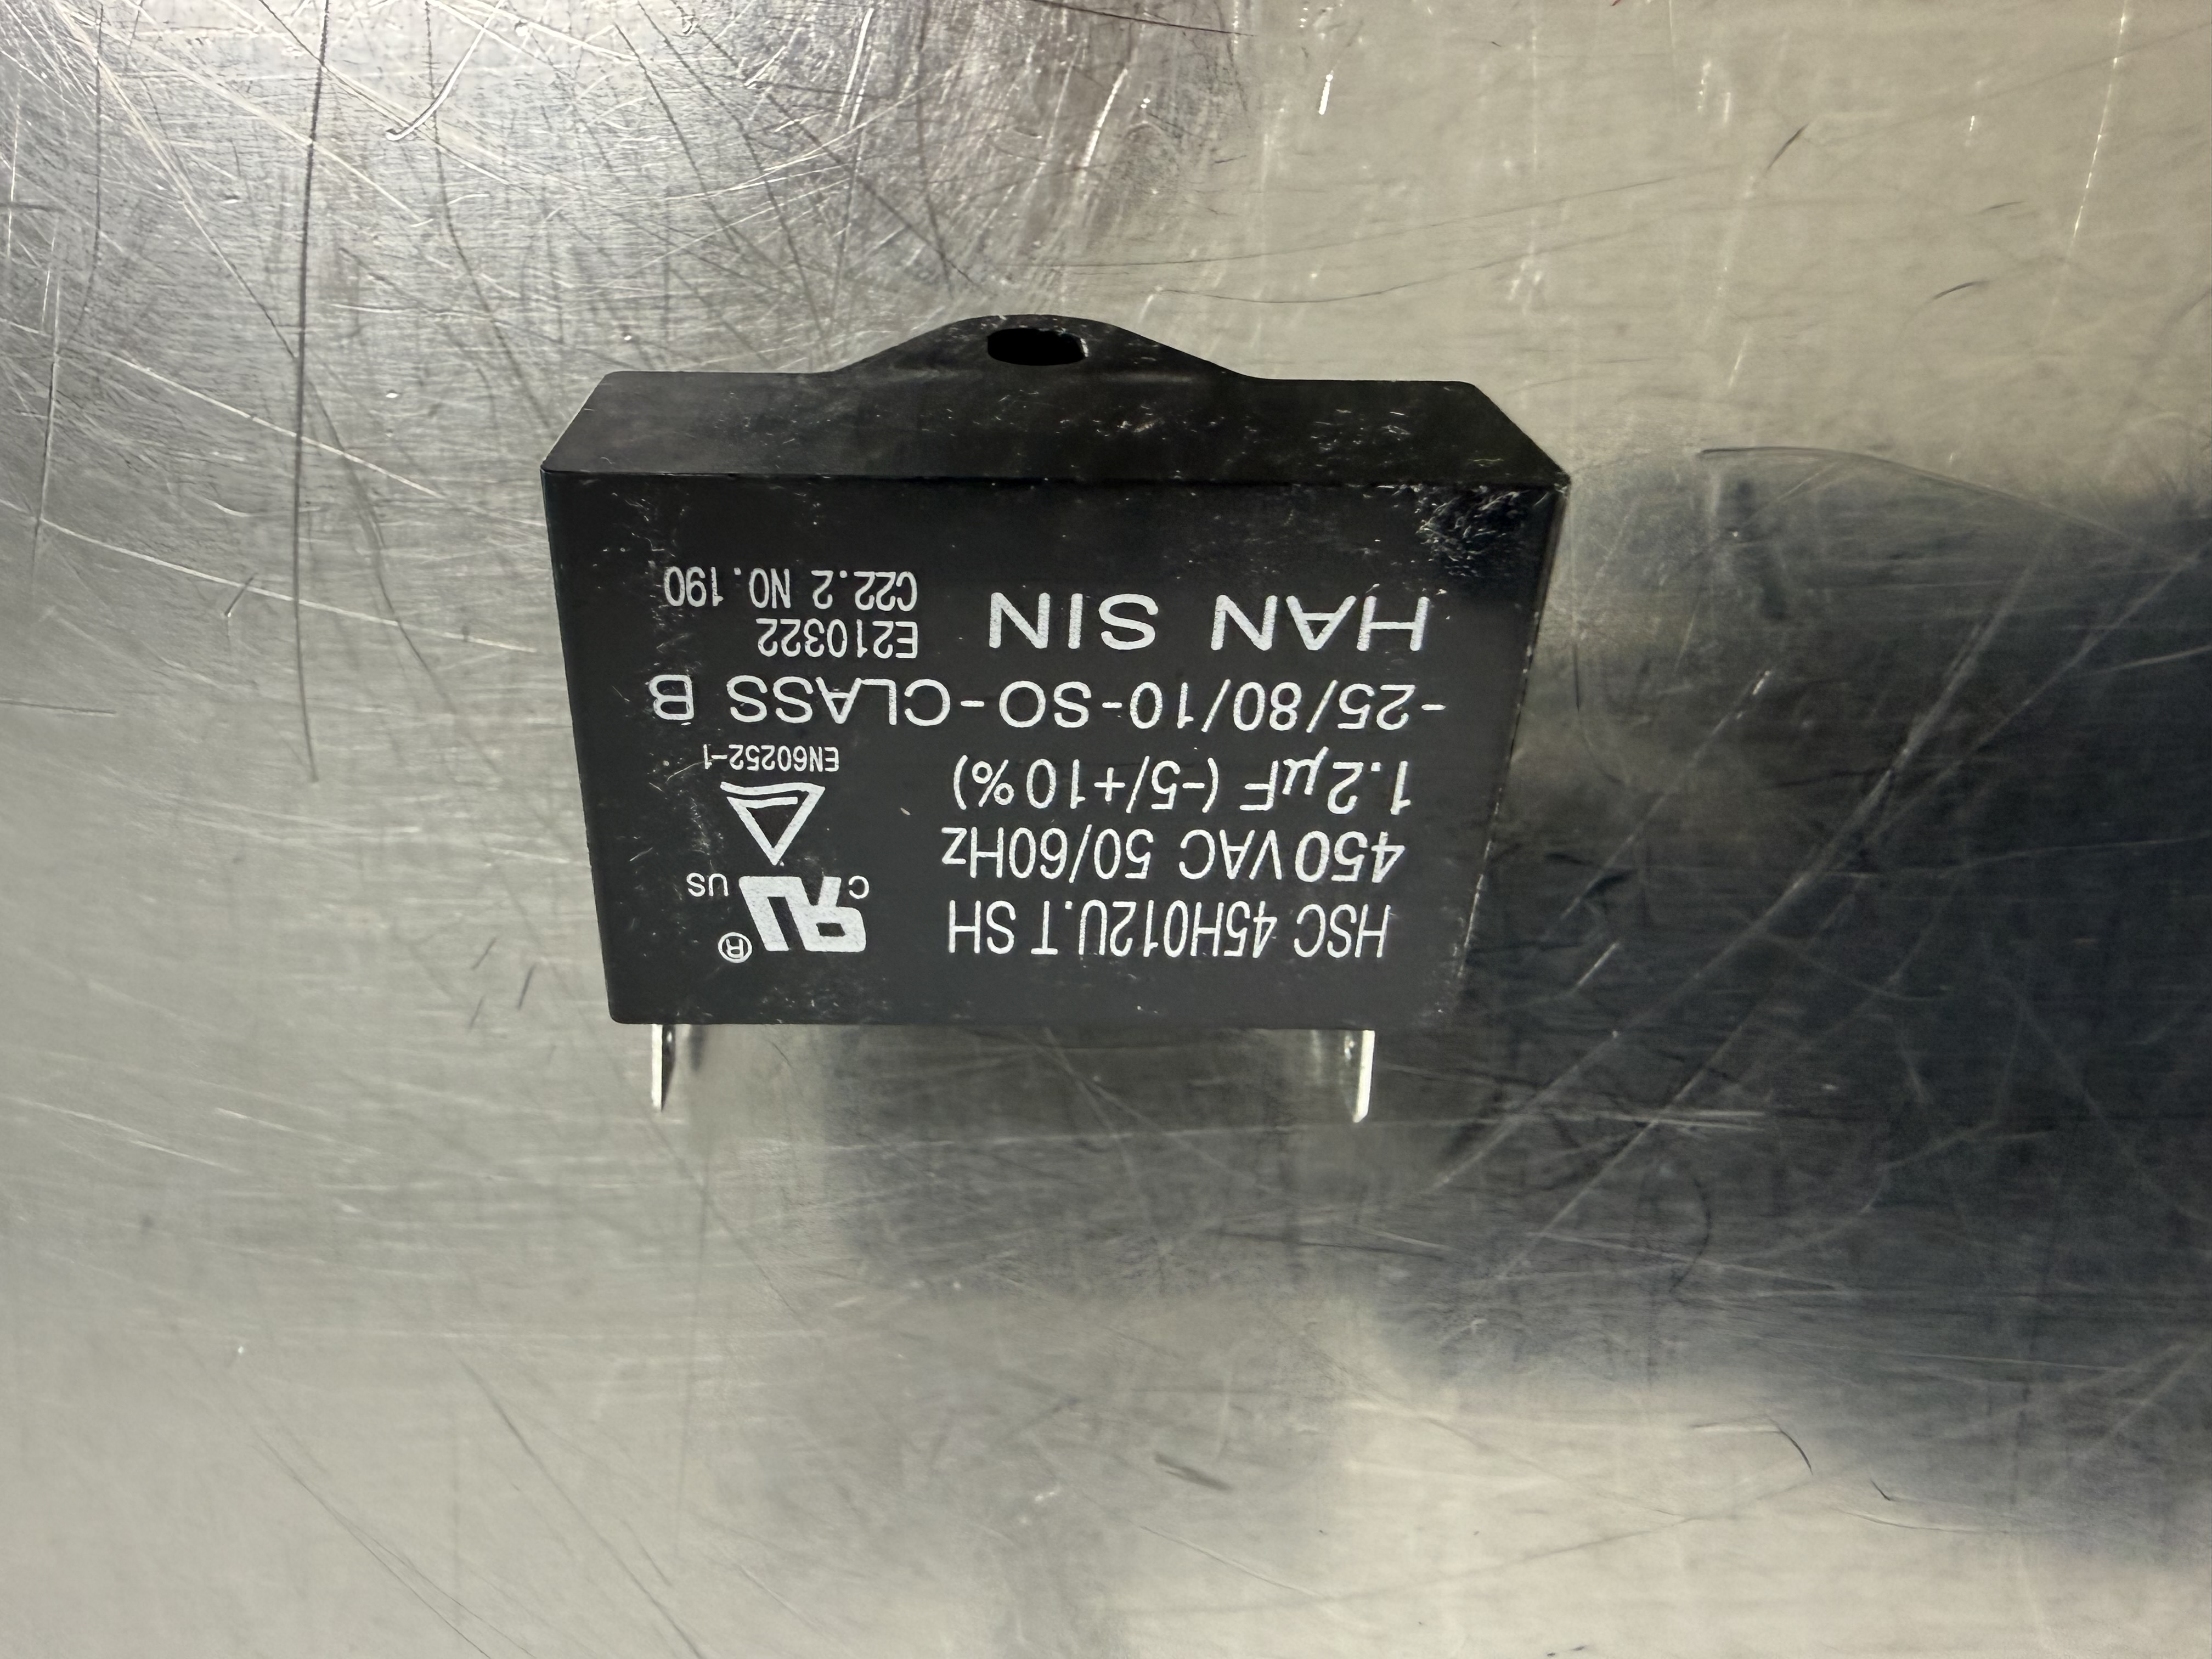 HSC 45H012U.T SH
450VAC 50/60Hz
1.2µF (-5/+10%)
-25/80/10-SO-CLASS B
HAN SIN
®
c RU US
EN60252-1
E210322
C22.2 NO.190